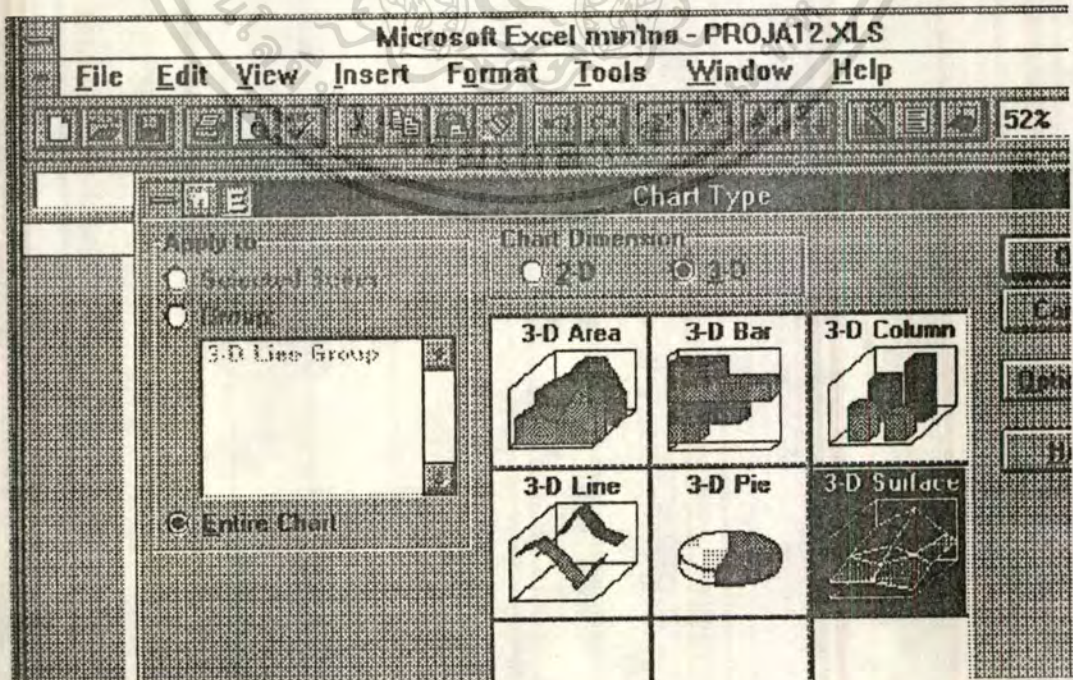 Microsoft Excel ภาษาไทย - PROJA12.XLS
File Edit View Insert Format Tools Window Help
52%
Chart Type
Apply to
Chart Dimension
Selected Series
2-D
3-D
Group:
3-D Line Group
Entire Chart
3-D Area
3-D Bar
3-D Column
3-D Line
3-D Pie
3-D Surface